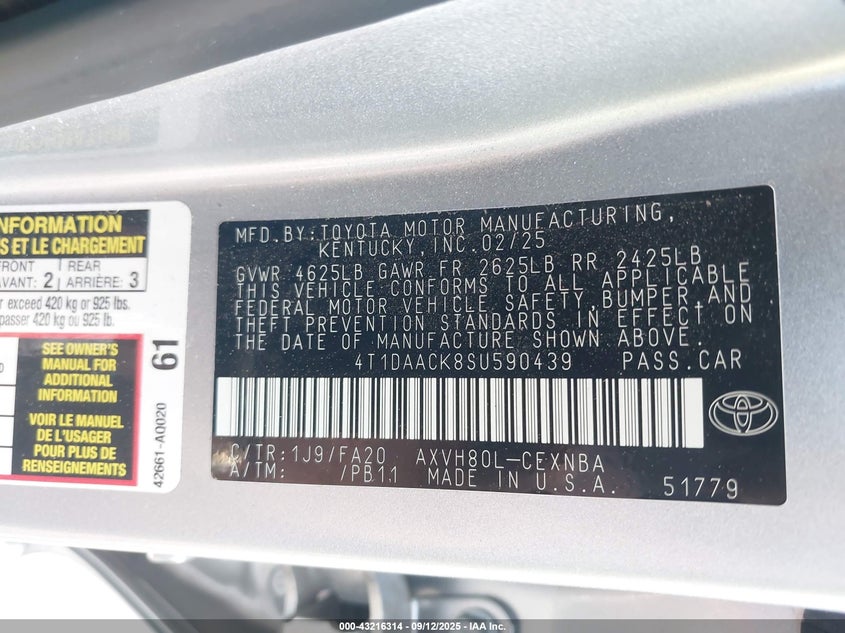 INFORMATION
S ET LE CHARGEMENT
FRONT
AVANT: 2
REAR
ARRIÈRE: 3
r exceed 420 kg or 925 lbs.
passer 420 kg ou 925 lb.
SEE OWNER'S
MANUAL FOR
ADDITIONAL
INFORMATION
VOIR LE MANUEL
DE L'USAGER
POUR PLUS DE
RENSEIGNEMENTS
61
42661-AQ020
MFD. BY: TOYOTA MOTOR MANUFACTURING,
KENTUCKY, INC. 02/25
GVWR 4625LB GAWR FR 2625LB RR 2425LB
THIS VEHICLE CONFORMS TO ALL APPLICABLE
FEDERAL MOTOR VEHICLE SAFETY, BUMPER, AND
THEFT PREVENTION STANDARDS IN EFFECT ON
THE DATE OF MANUFACTURE SHOWN ABOVE.
4T1DAACK8SU590439 PASS.CAR
C/TR: 1J9/FA20 AXVH80L-CEXNBA
A/TM: /PB11 MADE IN U.S.A. 51779
000-43216314 - 09/12/2025 - IAA Inc.